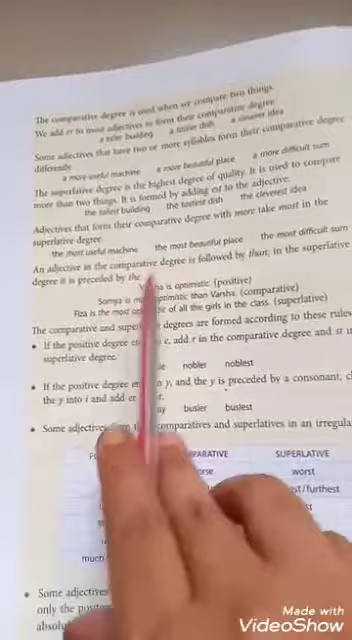 The comparative degree is used when we compare two things.
We add er to most adjectives to form their comparative degree.
a taller building a tastier dish a cleverer idea
Some adjectives that have two or more syllables form their comparative degree
differently.
a more useful machine a more beautiful place a more difficult sum
The superlative degree is the highest degree of quality. It is used to compare
more than two things. It is formed by adding est to the adjective.
the tallest building the tastiest dish the cleverest idea
Adjectives that form their comparative degree with more take most in the
superlative degree.
the most useful machine the most beautiful place the most difficult sum
An adjective in the comparative degree is followed by than; in the superlative
degree it is preceded by the.
is optimistic. (positive)
Somya is optimistic than Varsha. (comparative)
Fiza is the most of all the girls in the class. (superlative)
The comparative and degrees are formed according to these rules
• If the positive degree e, add r in the comparative degree and st
superlative degree.
nobler noblest
• If the positive degree y, and the y is preceded by a consonant,
the y into i and add
busier busiest
• Some adjectives comparatives and superlatives in an
SUPERLATIVE
worst
/furthest
much
• Some adjectives
only the
Made with
VideoShow